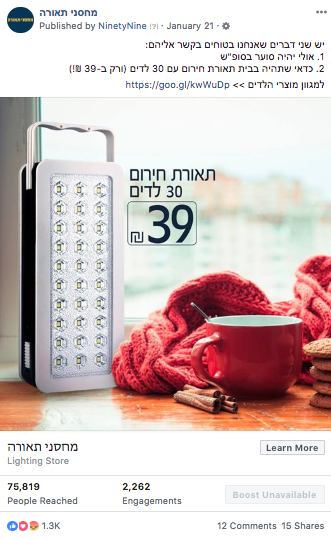 מחסני תאורה
Published by NinetyNine [?] · January 21 ·
יש שני דברים שאנחנו בטוחים בקשר אליהם:
1. אולי יהיה סוער בסופ"ש
2. כדאי שתהיה בבית תאורת חירום עם 30 לדים (ורק ב-39 ₪!)
למגוון מוצרי הלדים >> https://goo.gl/kwWuDp
תאורת חירום
30 לדים
39 ₪
מחסני תאורה
Lighting Store
Learn More
75,819
People Reached
2,262
Engagements
Boost Unavailable
1.3K
12 Comments 15 Shares